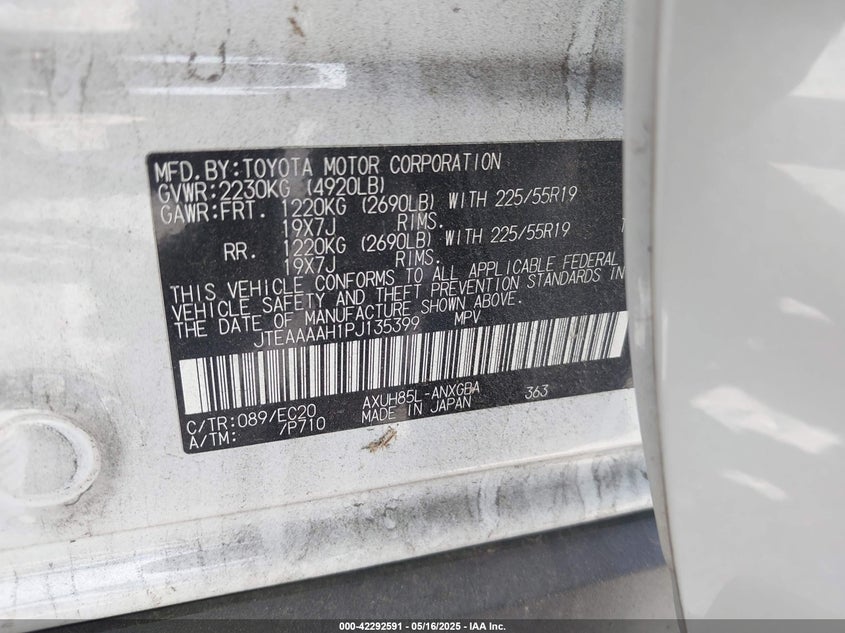 MFD.BY:TOYOTA MOTOR CORPORATION
GVWR:2230KG (4920LB)
GAWR:FRT. 1220KG (2690LB) WITH 225/55R19
19X7J RIMS.
RR. 1220KG (2690LB) WITH 225/55R19
19X7J RIMS.
THIS VEHICLE CONFORMS TO ALL APPLICABLE FEDERAL
VEHICLE SAFETY AND THEFT PREVENTION STANDARDS IN
THE DATE OF MANUFACTURE SHOWN ABOVE.
JTEAAAAH1PJ135399 MPV
C/TR:089/EC20 AXUH85L-ANXGBA 363
A/TM: 7P710 MADE IN JAPAN
000-42292591 - 05/16/2025 - IAA Inc.